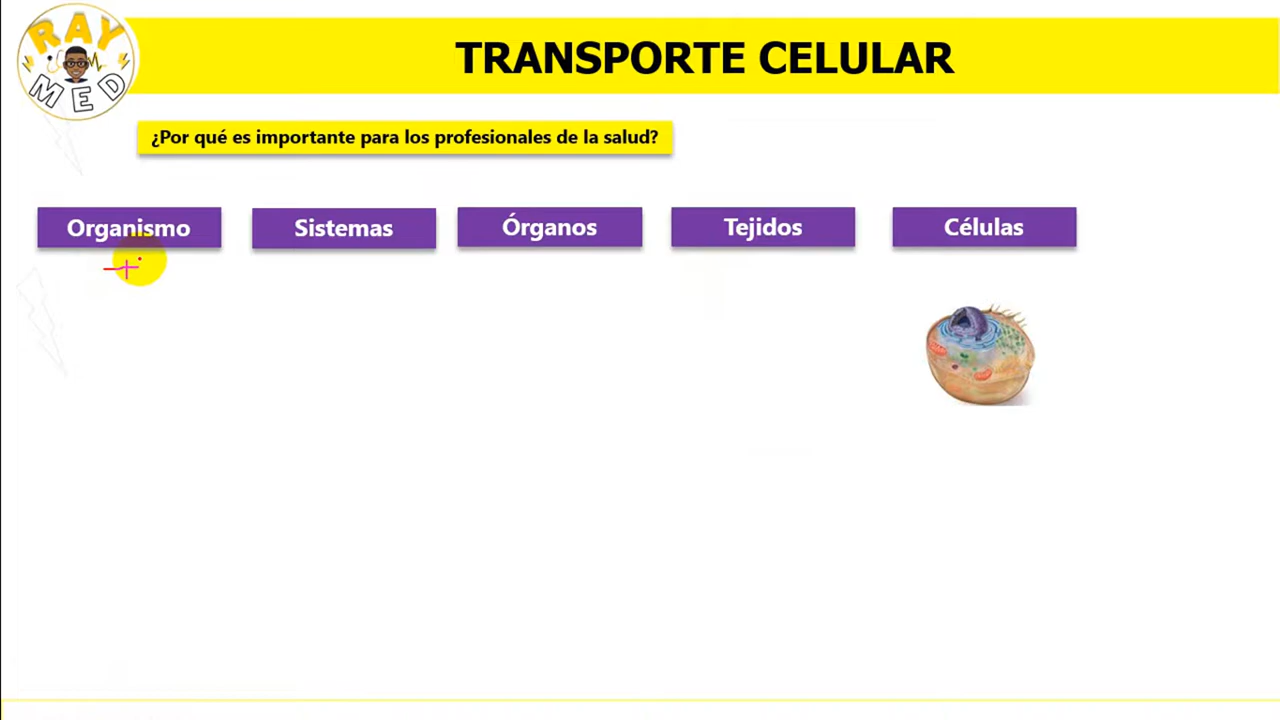 RAY
MED
TRANSPORTE CELULAR
¿Por qué es importante para los profesionales de la salud?
Organismo
Sistemas
Órganos
Tejidos
Células